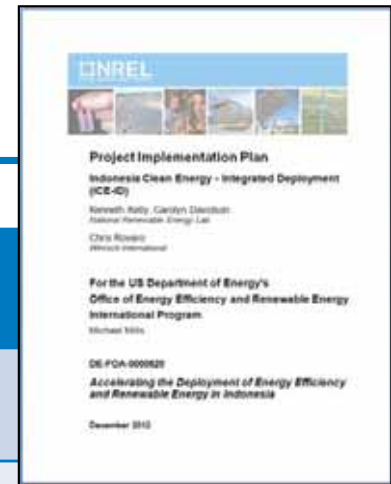 NREL
Project Implementation Plan
Indonesia Clean Energy - Integrated Deployment
(ICE-ID)
Kenneth Kelly, Carolyn Davidson
National Renewable Energy Lab
Chris Rovero
Winrock International
For the US Department of Energy's
Office of Energy Efficiency and Renewable Energy
International Program
Michael Mills
DE-FOA-0000620
Accelerating the Deployment of Energy Efficiency
and Renewable Energy in Indonesia
December 2012